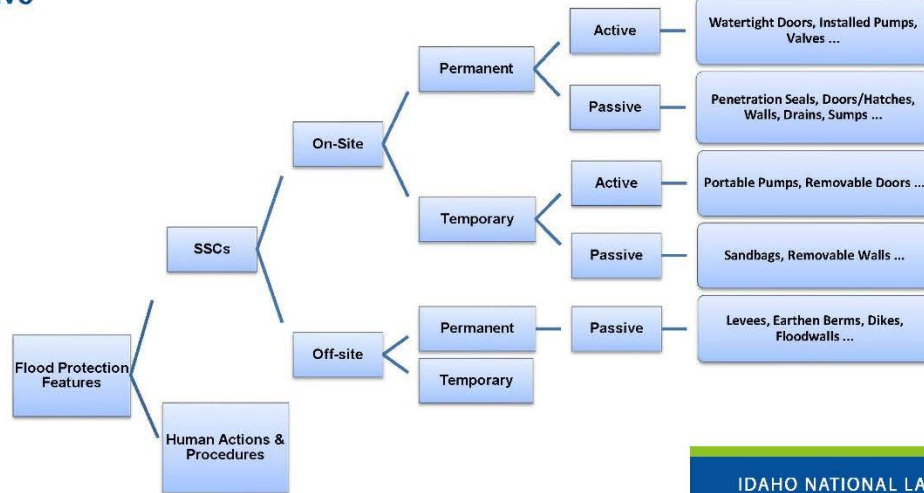 Active
Watertight Doors, Installed Pumps,
Valves ...
Permanent
Passive
Penetration Seals, Doors/Hatches,
Walls, Drains, Sumps ...
On-Site
Active
Portable Pumps, Removable Doors ...
Temporary
SSCs
Passive
Sandbags, Removable Walls ...
Off-site
Permanent
Passive
Levees, Earthen Berms, Dikes,
Floodwalls ...
Temporary
Flood Protection
Features
Human Actions &
Procedures
IDAHO NATIONAL